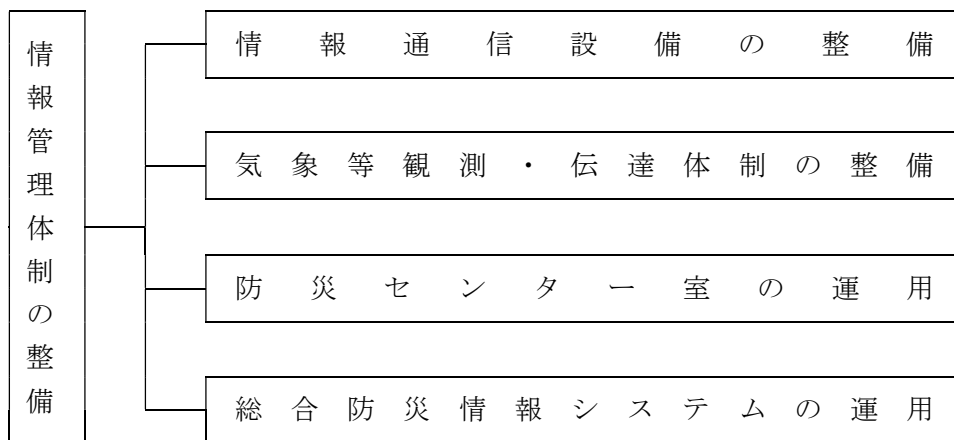 情報管理体制の整備
情報通信設備の整備
気象等観測・伝達体制の整備
防災センター室の運用
総合防災情報システムの運用